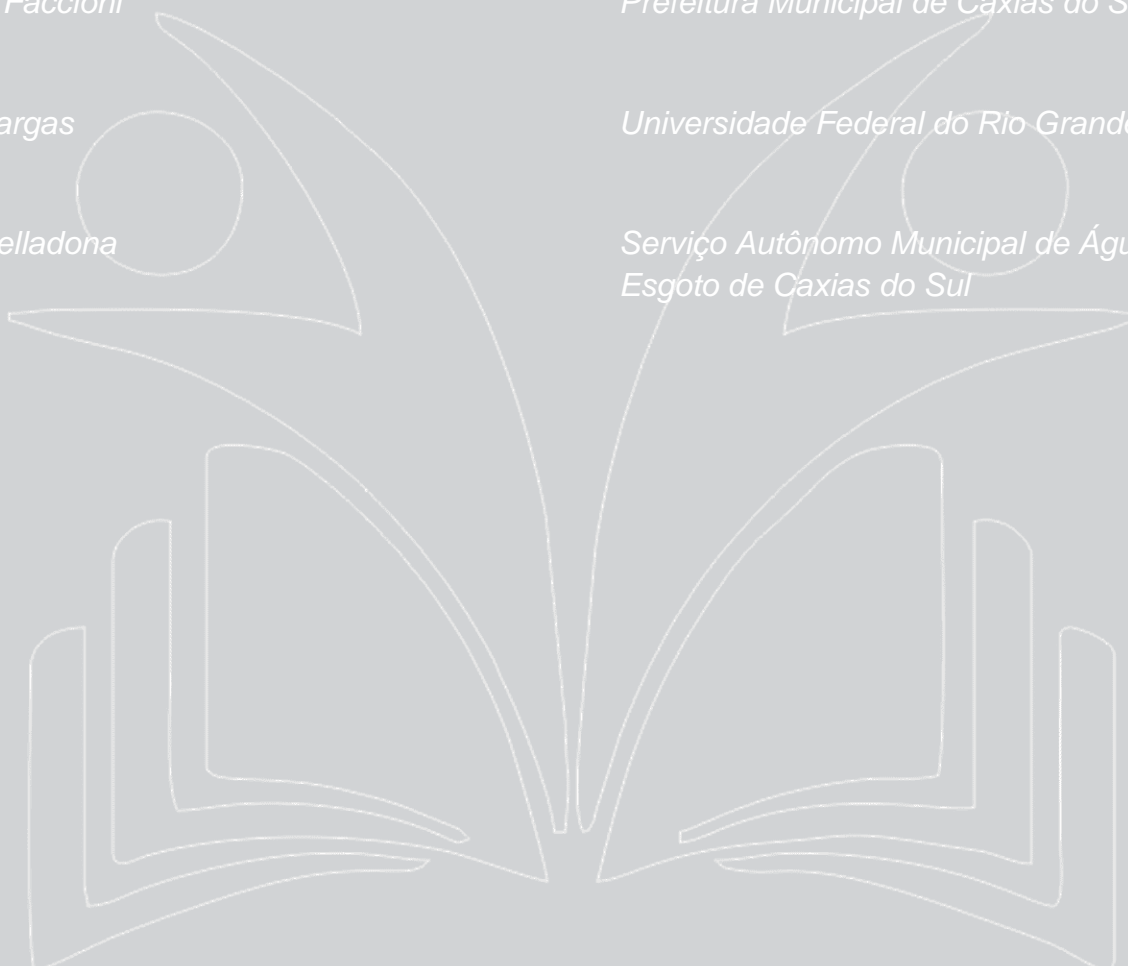 Faccioni
Prefeitura Municipal de Caxias do S
argas
Universidade Federal do Rio Grande
elladona
Serviço Autônomo Municipal de Águ
Esgoto de Caxias do Sul